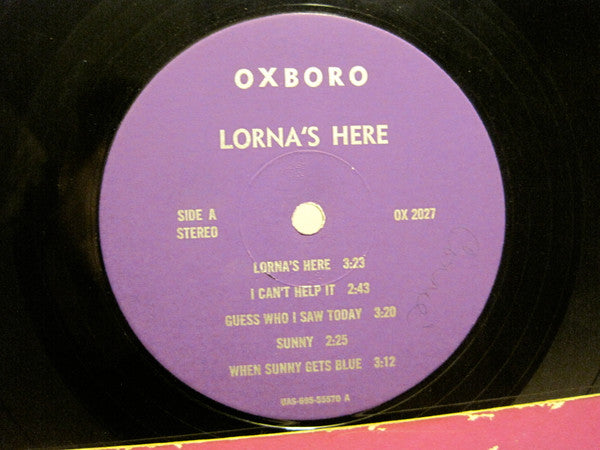 OXBORO
LORNA'S HERE
SIDE A
STEREO
OX 2027
LORNA'S HERE 3:23
I CAN'T HELP IT 2:43
GUESS WHO I SAW TODAY 3:20
SUNNY 2:25
WHEN SUNNY GETS BLUE 3:12